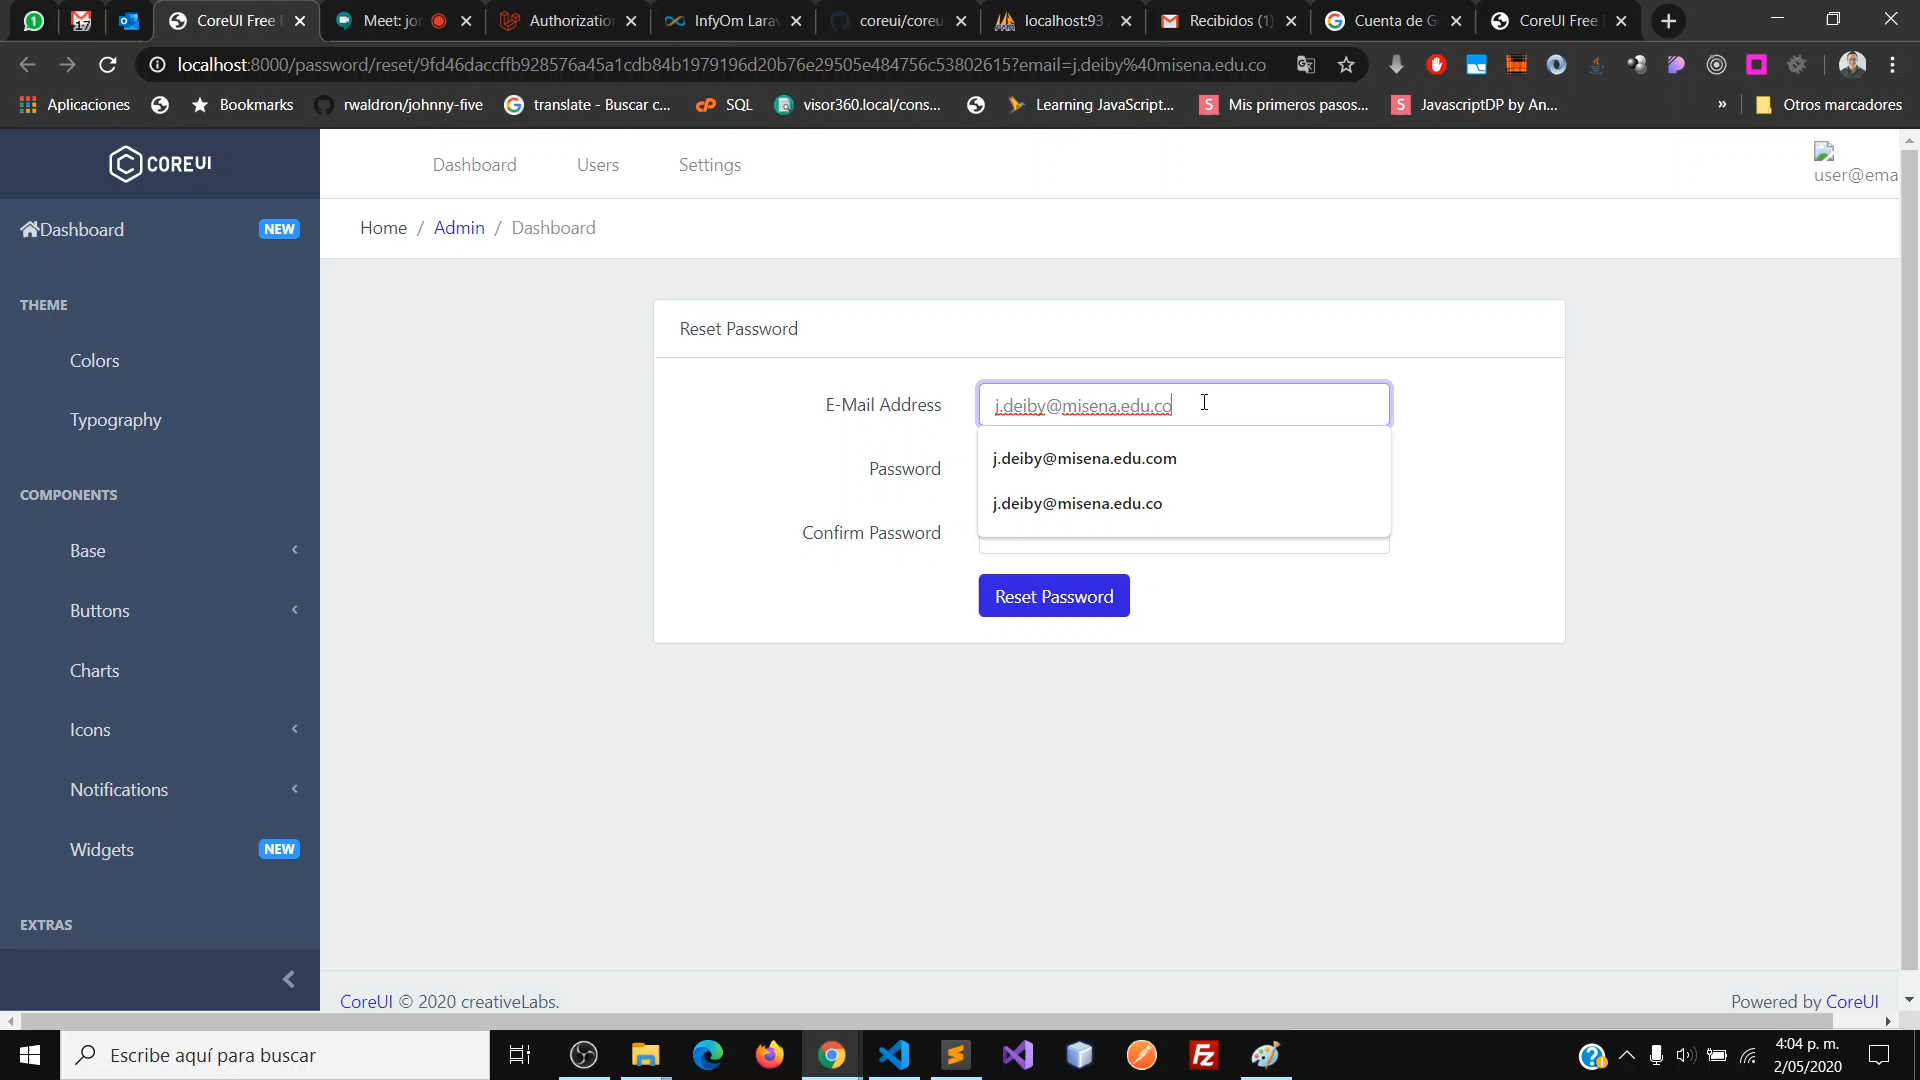 CoreUI Free
Meet: jo
Authorizatio
InfyOm Lara
coreui/coreu
localhost:93
Recibidos (1)
Cuenta de G
CoreUI Free
localhost:8000/password/reset/9fd46daccffb928576a45a1cdb84b1979196d20b76e29505e484756c53802615?email=j.deiby%40misena.edu.co
Aplicaciones
Bookmarks
rwaldron/johnny-five
translate - Buscar c...
SQL
visor360.local/cons...
Learning JavaScript...
Mis primeros pasos...
JavascriptDP by An...
»
Otros marcadores
COREUI
Dashboard Users Settings
user@ema
Dashboard NEW
Home / Admin / Dashboard
THEME
Colors
Typography
COMPONENTS
Base
Buttons
Charts
Icons
Notifications
Widgets NEW
EXTRAS
Reset Password
E-Mail Address j.deiby@misena.edu.co
j.deiby@misena.edu.com
j.deiby@misena.edu.co
Password
Confirm Password
Reset Password
CoreUI © 2020 creativeLabs.
Powered by CoreUI
Escribe aquí para buscar
4:04 p. m.
2/05/2020